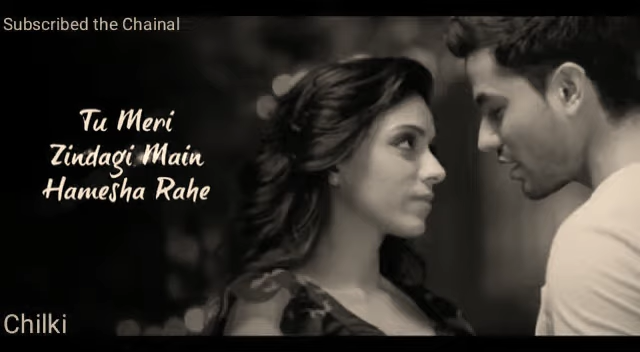 Subscribed the Chainal
Tu Meri
Zindagi Main
Hamesha Rahe
Chilki